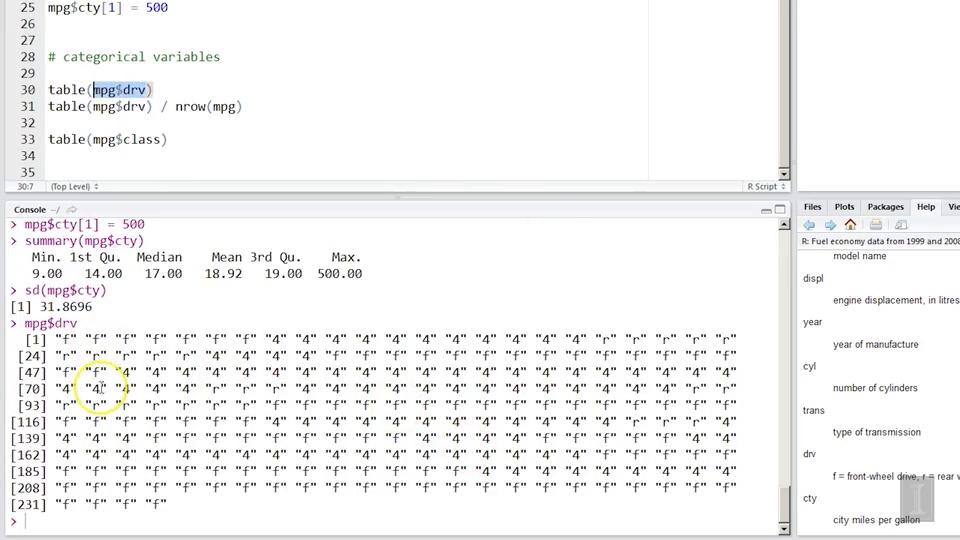 25 mpg$cty[1] = 500
26
27
28 # categorical variables
29
30 table(mpg$drv)
31 table(mpg$drv) / nrow(mpg)
32
33 table(mpg$class)
34
35
30:7 (Top Level) R Script
Console ~/
> mpg$cty[1] = 500
> summary(mpg$cty)
Min. 1st Qu. Median Mean 3rd Qu. Max.
9.00 14.00 17.00 18.92 19.00 500.00
> sd(mpg$cty)
[1] 31.8696
> mpg$drv
[1] "f" "f" "f" "f" "f" "f" "f" "4" "4" "4" "4" "4" "4" "4" "4" "4" "4" "4" "r" "r" "r" "r" "r"
[24] "r" "r" "r" "r" "r" "4" "4" "4" "4" "f" "f" "f" "f" "f" "f" "f" "f" "f" "f" "f" "f" "f" "f"
[47] "f" "f" "4" "4" "4" "4" "4" "4" "4" "4" "4" "4" "4" "4" "4" "4" "4" "4" "4" "4" "4" "4" "4"
[70] "4" "4" "4" "4" "4" "r" "r" "r" "4" "4" "4" "4" "4" "4" "4" "4" "4" "4" "4" "4" "4" "r" "r"
[93] "r" "r" "r" "r" "r" "r" "r" "f" "f" "f" "f" "f" "f" "f" "f" "f" "f" "f" "f" "f" "f" "f" "f"
[116] "f" "f" "f" "f" "f" "f" "f" "4" "4" "4" "4" "4" "4" "4" "4" "4" "4" "4" "4" "r" "r" "r" "4"
[139] "4" "4" "4" "f" "f" "f" "f" "f" "f" "f" "f" "f" "4" "4" "4" "4" "f" "f" "f" "f" "f" "4" "4"
[162] "4" "4" "4" "4" "4" "4" "4" "4" "4" "4" "4" "4" "4" "4" "4" "4" "4" "4" "f" "f" "f" "f" "f"
[185] "f" "f" "f" "f" "f" "f" "f" "f" "f" "f" "f" "f" "f" "f" "4" "4" "4" "4" "4" "4" "4" "4" "4"
[208] "f" "f" "f" "f" "f" "f" "f" "f" "f" "f" "f" "f" "f" "f" "f" "f" "f" "f" "f" "f" "f" "f" "f"
[231] "f" "f" "f" "f"
>
Files Plots Packages Help
R: Fuel economy data from 1999 and 2008
model name
displ
engine displacement, in litres
year
year of manufacture
cyl
number of cylinders
trans
type of transmission
drv
f = front-wheel drive, r = rear
cty
city miles per gallon